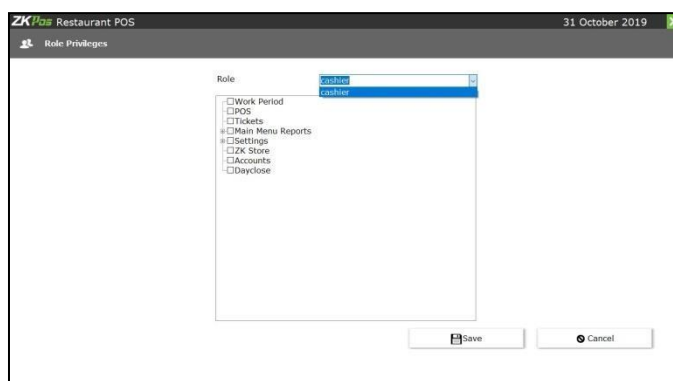 ZKPos Restaurant POS 31 October 2019
Role Privileges
Role cashier
cashier
Work Period
POS
Tickets
Main Menu Reports
Settings
ZK Store
Accounts
Dayclose
Save Cancel